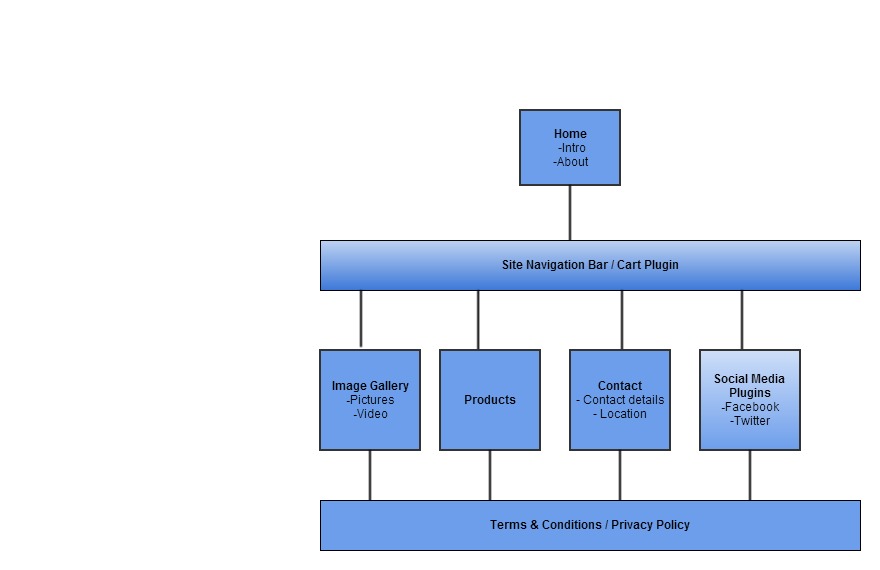 Home
-Intro
-About
Site Navigation Bar / Cart Plugin
Image Gallery
-Pictures
-Video
Products
Contact
- Contact details
- Location
Social Media
Plugins
-Facebook
-Twitter
Terms & Conditions / Privacy Policy